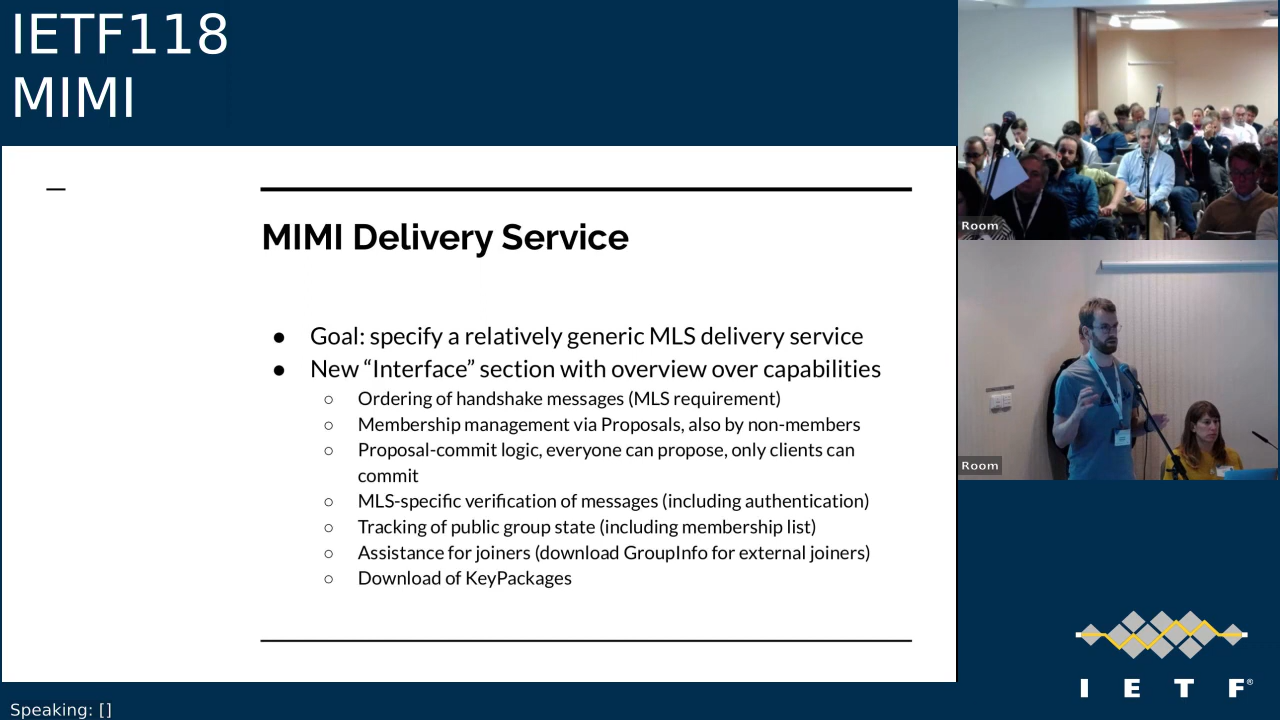 IETF118
MIMI
MIMI Delivery Service
● Goal: specify a relatively generic MLS delivery service
● New “Interface” section with overview over capabilities
○ Ordering of handshake messages (MLS requirement)
○ Membership management via Proposals, also by non-members
○ Proposal-commit logic, everyone can propose, only clients can
commit
○ MLS-specific verification of messages (including authentication)
○ Tracking of public group state (including membership list)
○ Assistance for joiners (download GroupInfo for external joiners)
○ Download of KeyPackages
Room
Room
I E T F®
Speaking: []